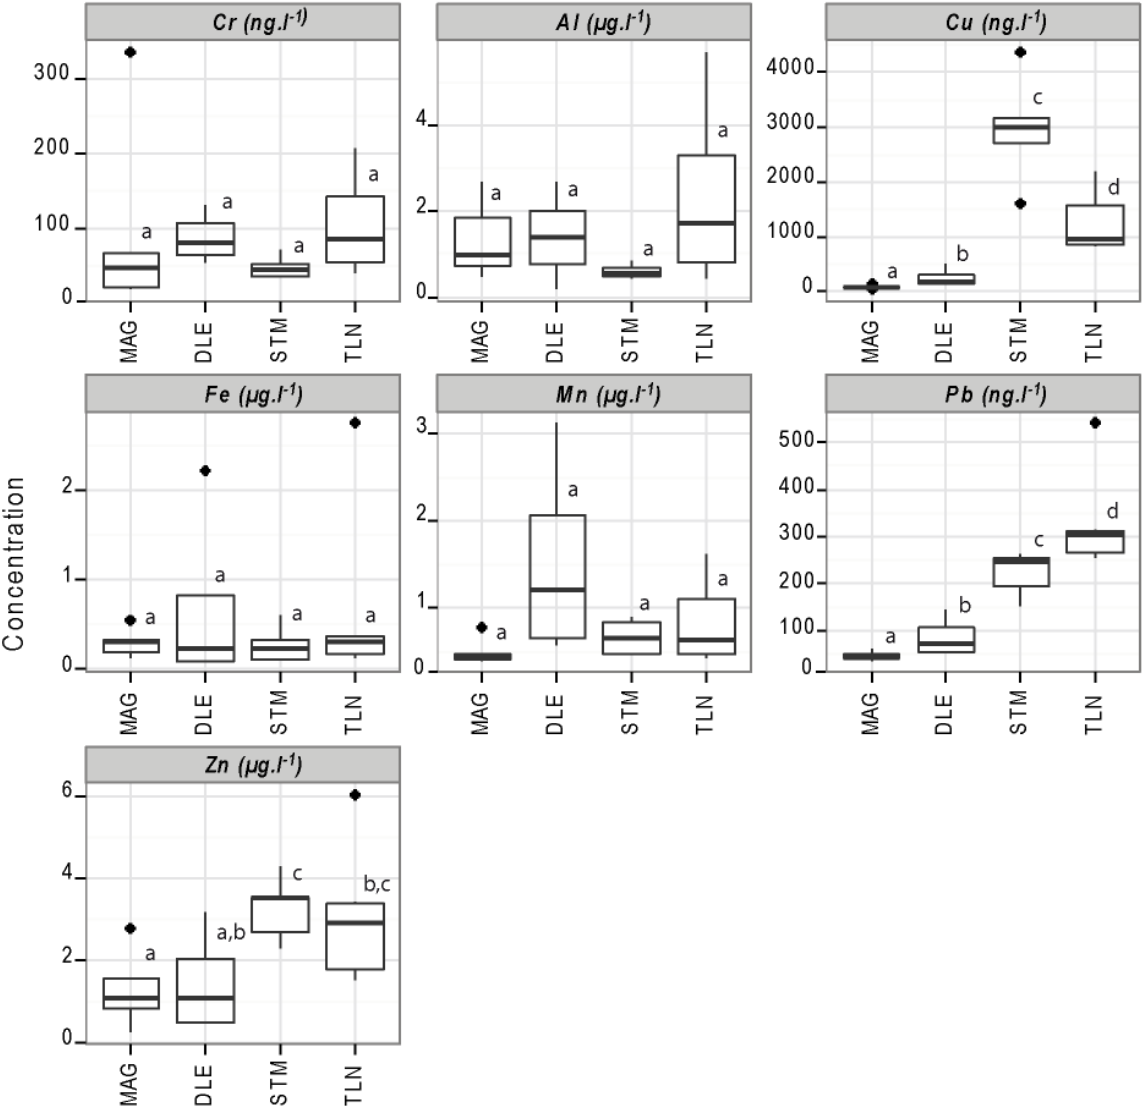 Cr (ng.l⁻¹)
300
200
100
0
a
a
a
a
MAG
DLE
STM
TLN
Al (µg.l⁻¹)
4
2
0
a
a
a
a
MAG
DLE
STM
TLN
Cu (ng.l⁻¹)
4000
3000
2000
1000
0
a
b
c
d
MAG
DLE
STM
TLN
Concentration
Fe (µg.l⁻¹)
2
1
0
a
a
a
a
MAG
DLE
STM
TLN
Mn (µg.l⁻¹)
3
2
1
0
a
a
a
a
MAG
DLE
STM
TLN
Pb (ng.l⁻¹)
500
400
300
200
100
0
a
b
c
d
MAG
DLE
STM
TLN
Zn (µg.l⁻¹)
6
4
2
0
a
a,b
c
b,c
MAG
DLE
STM
TLN